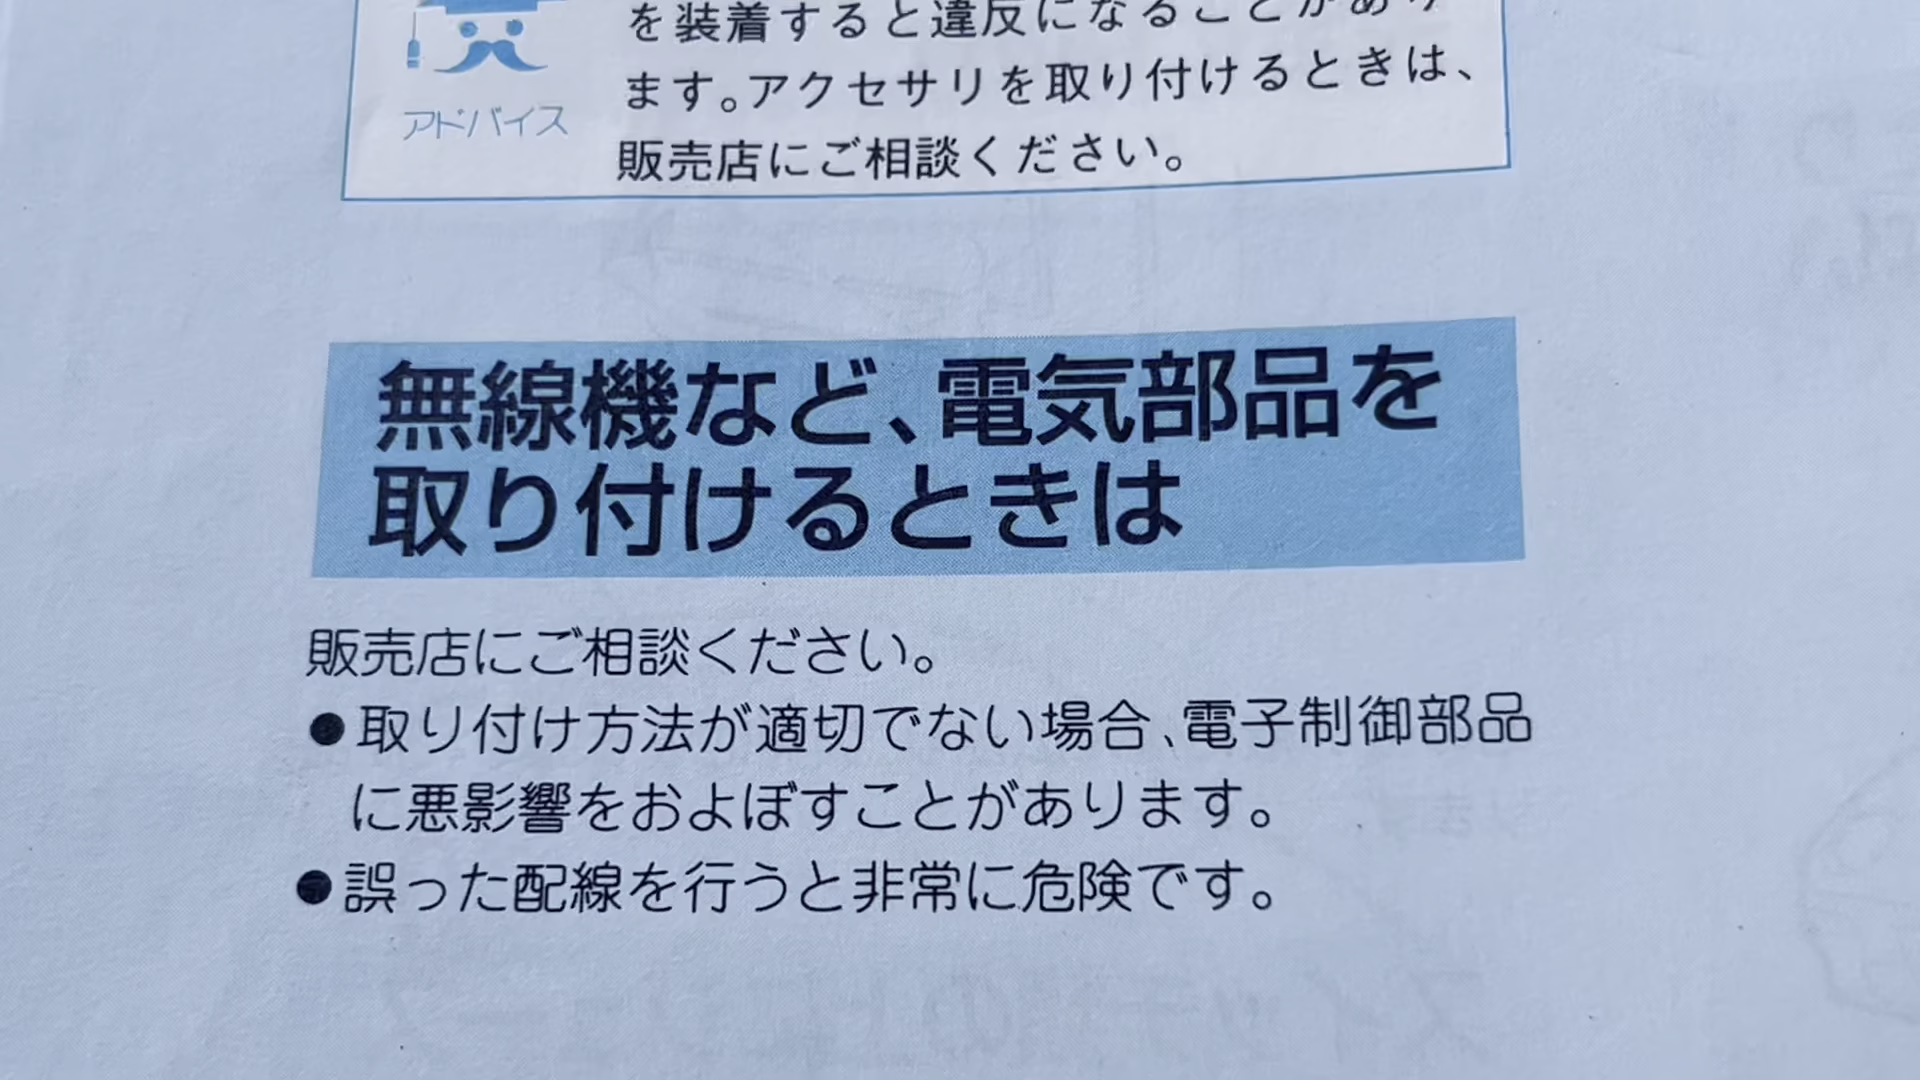 を装着すると違反になることがあり
ます。アクセサリを取り付けるときは、
販売店にご相談ください。
アドバイス
無線機など、電気部品を
取り付けるときは
販売店にご相談ください。
●取り付け方法が適切でない場合、電子制御部品
に悪影響をおよぼすことがあります。
●誤った配線を行うと非常に危険です。